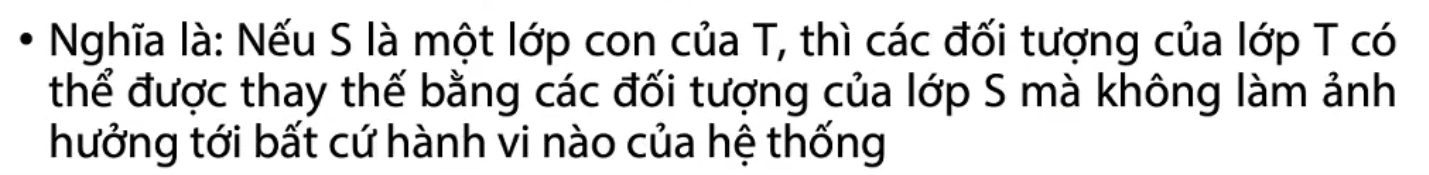 • Nghĩa là: Nếu S là một lớp con của T, thì các đối tượng của lớp T có
thể được thay thế bằng các đối tượng của lớp S mà không làm ảnh
hưởng tới bất cứ hành vi nào của hệ thống